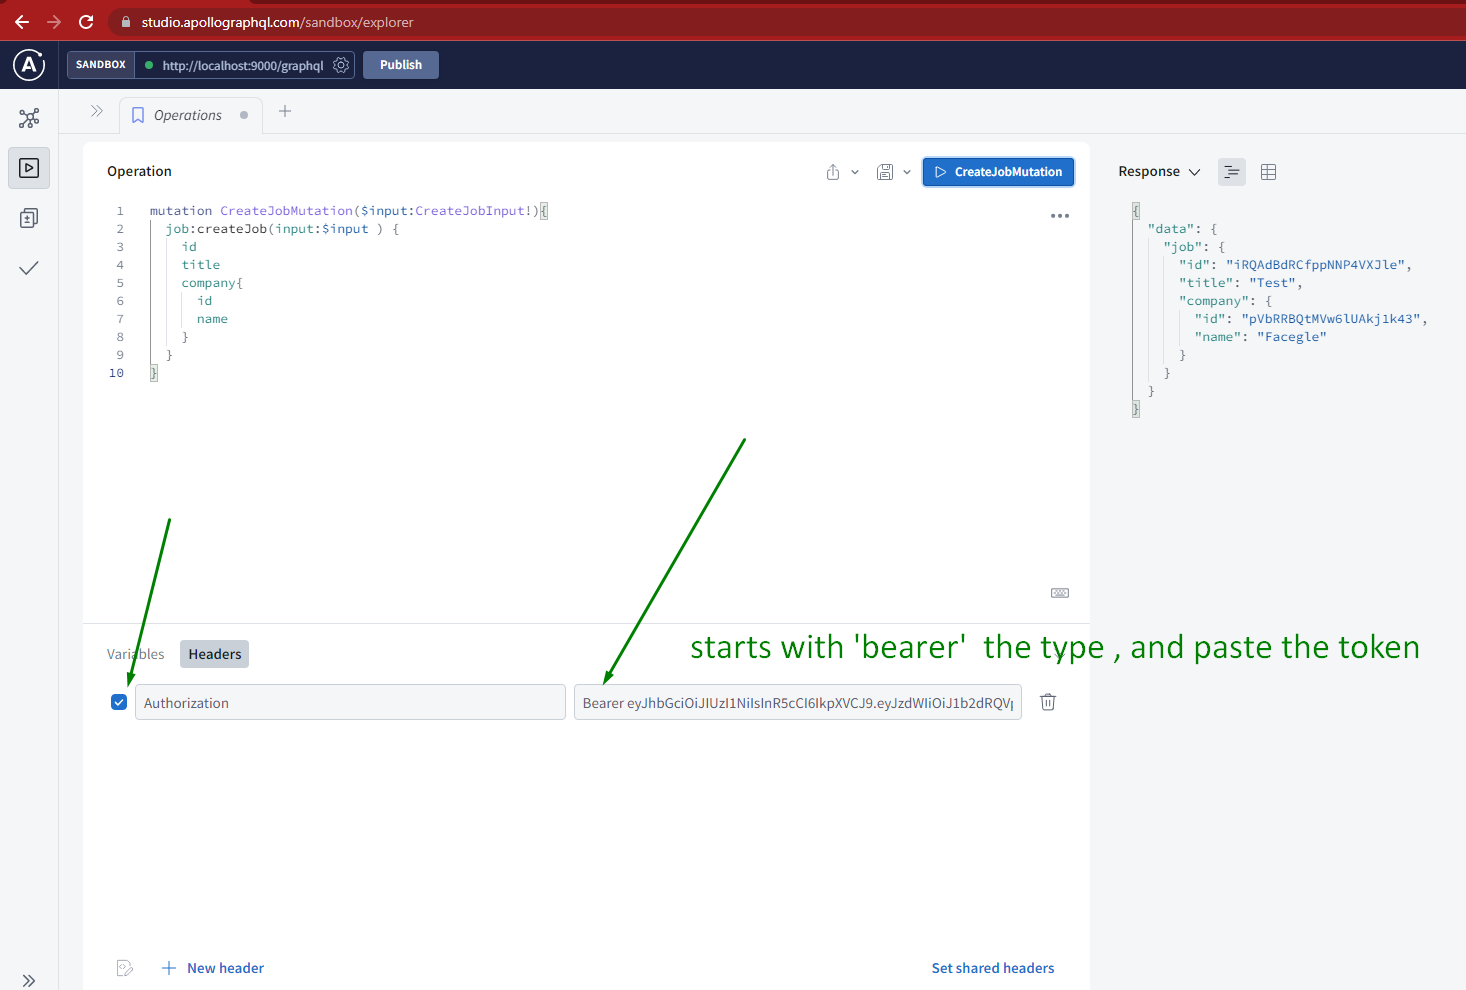 studio.apollographql.com/sandbox/explorer
A SANDBOX http://localhost:9000/graphql Publish
Operations
Operation CreateJobMutation
1 mutation CreateJobMutation($input:CreateJobInput!){
2 job:createJob(input:$input ) {
3 id
4 title
5 company{
6 id
7 name
8 }
9 }
10 }
Response
{
"data": {
"job": {
"id": "iRQAdBdRCfppNNP4VXJle",
"title": "Test",
"company": {
"id": "pVbRRBQtMVw6lUAkj1k43",
"name": "Facegle"
}
}
}
}
starts with 'bearer' the type , and paste the token
Variables Headers
Authorization Bearer eyJhbGciOiJIUzI1NiIsInR5cCI6IkpXVCJ9.eyJzdWIiOiJ1b2dRQVp
New header Set shared headers